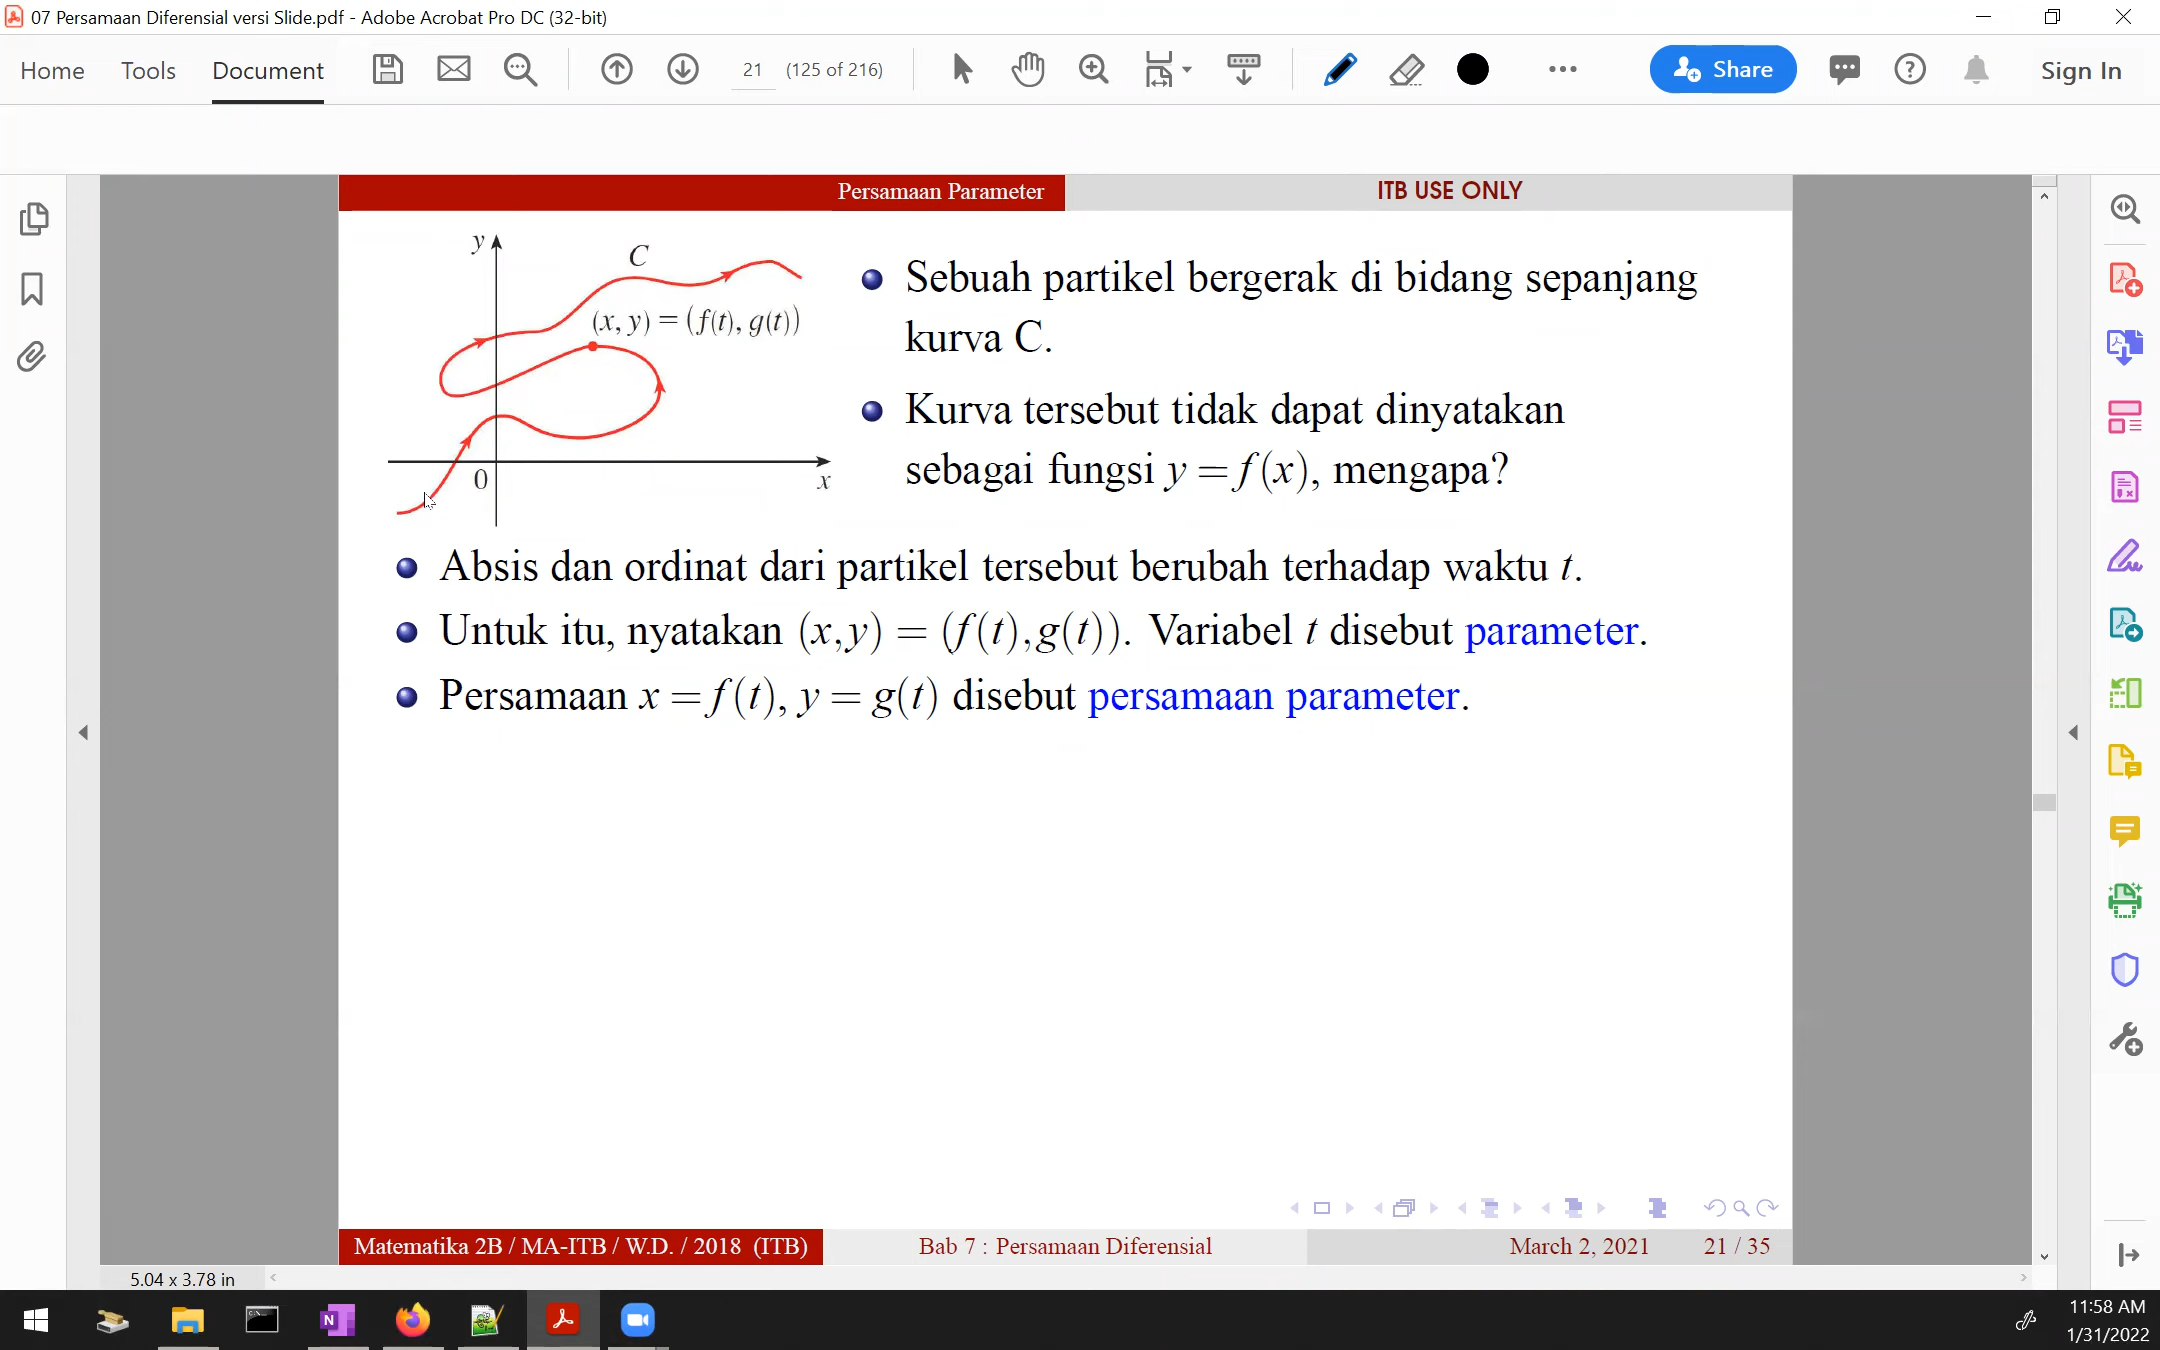 07 Persamaan Diferensial versi Slide.pdf - Adobe Acrobat Pro DC (32-bit)
Home Tools Document 21 (125 of 216) Share Sign In
Persamaan Parameter ITB USE ONLY
y
C
(x, y) = (f(t), g(t))
0
x
Sebuah partikel bergerak di bidang sepanjang
kurva C.
Kurva tersebut tidak dapat dinyatakan
sebagai fungsi y = f(x), mengapa?
Absis dan ordinat dari partikel tersebut berubah terhadap waktu t.
Untuk itu, nyatakan (x,y) = (f(t),g(t)). Variabel t disebut parameter.
Persamaan x = f(t), y = g(t) disebut persamaan parameter.
Matematika 2B / MA-ITB / W.D. / 2018 (ITB) Bab 7 : Persamaan Diferensial March 2, 2021 21 / 35
5.04 x 3.78 in
11:58 AM
1/31/2022